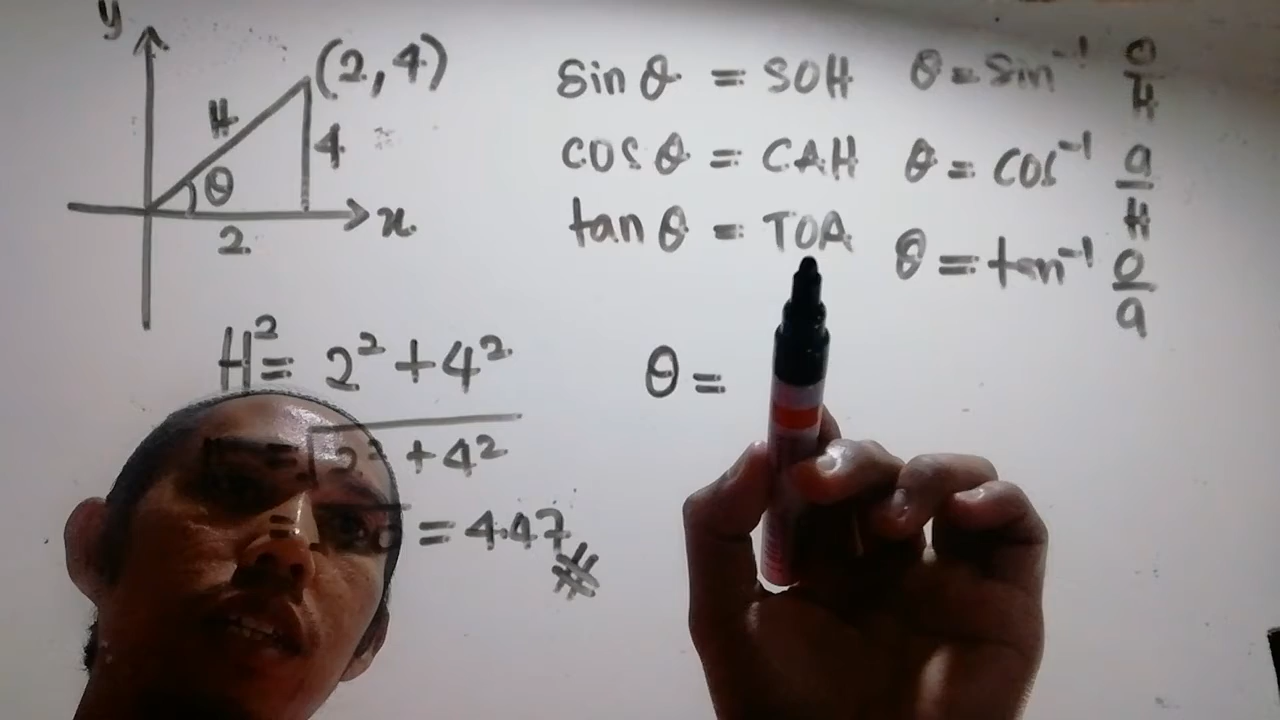 y
(2, 4)
H
4
θ
2
x
sin θ = SOH θ = sin⁻¹ O/H
cos θ = CAH θ = cos⁻¹ a/H
tan θ = TOA θ = tan⁻¹ O/a
H² = 2² + 4²
= √2² + 4²
= = 4.47
θ =